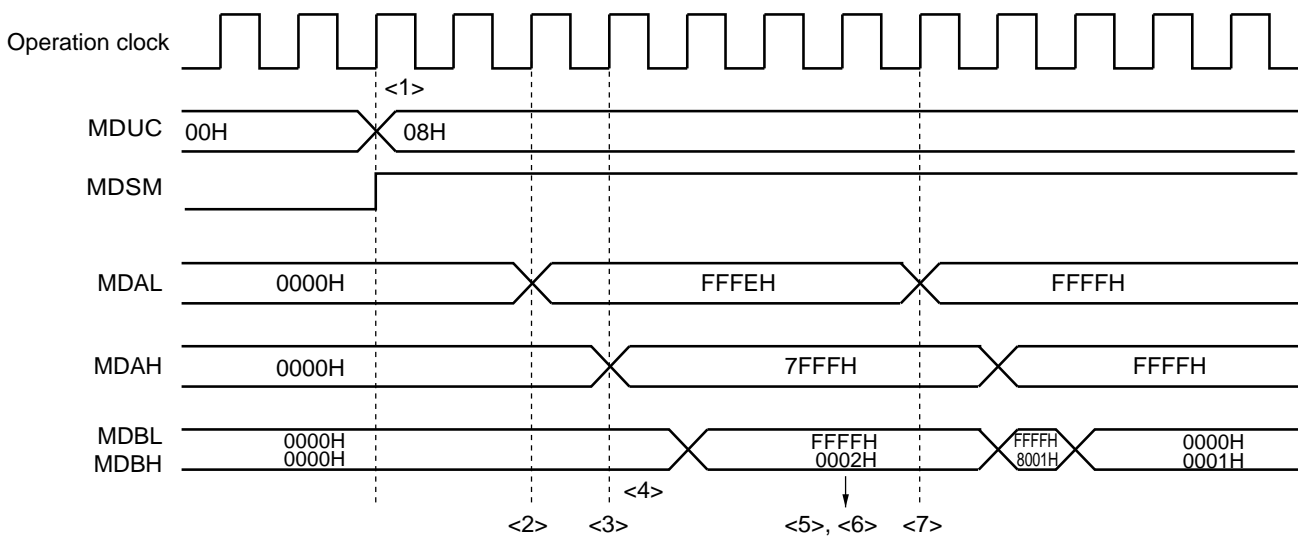 Operation clock
<1>
MDUC 00H 08H
MDSM
MDAL 0000H FFFEH FFFFH
MDAH 0000H 7FFFH FFFFH
MDBL 0000H FFFFH FFFFH 0000H
MDBH 0000H 0002H 8001H 0001H
<4>
<2> <3> <5>, <6> <7>